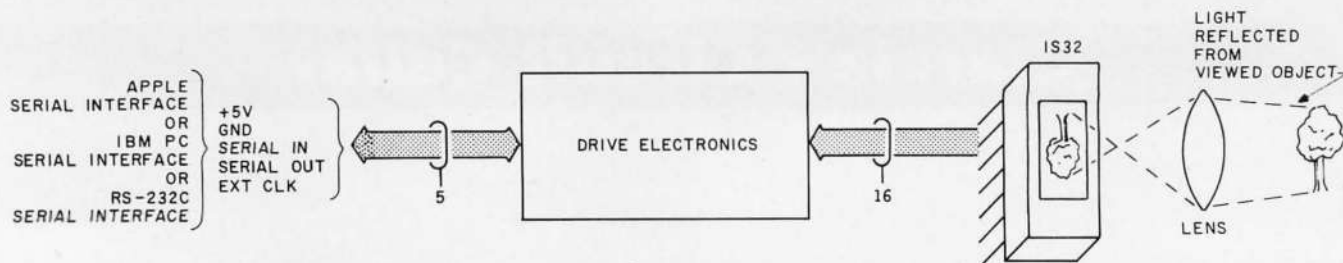 APPLE
SERIAL INTERFACE
OR
IBM PC
SERIAL INTERFACE
OR
RS-232C
SERIAL INTERFACE
+5V
GND
SERIAL IN
SERIAL OUT
EXT CLK
5
DRIVE ELECTRONICS
16
IS32
LIGHT
REFLECTED
FROM
VIEWED OBJECT
LENS